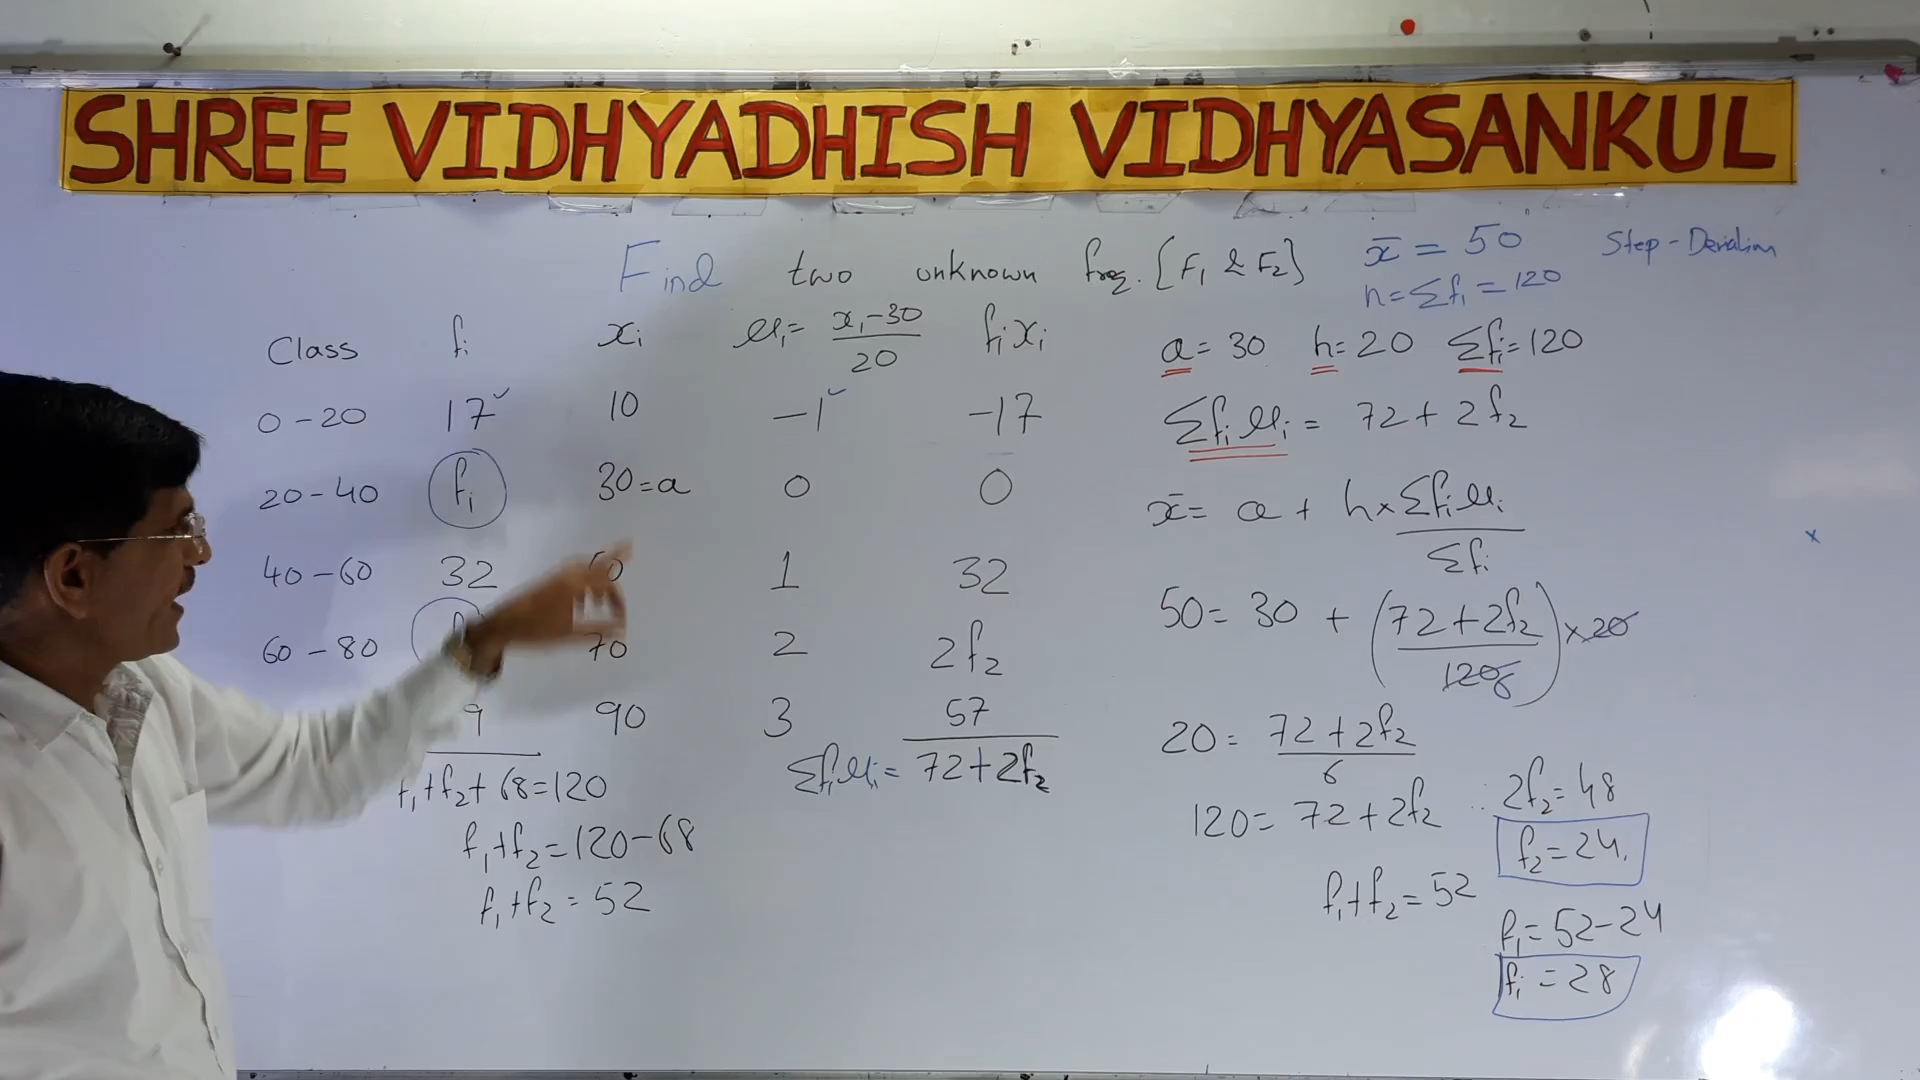 SHREE VIDHYADHISH VIDHYASANKUL
Find two unknown freq. [F₁ & F₂]
x̄ = 50
n = Σfᵢ = 120
Step-Deviation
Class fᵢ xᵢ uᵢ = (xᵢ-30)/20 fᵢxᵢ
0-20 17 10 -1 -17
20-40 f₁ 30=a 0 0
40-60 32 50 1 32
60-80 f 70 2 2f₂
9 90 3 57
Σfᵢuᵢ = 72+2f₂
f₁+f₂+68=120
f₁+f₂=120-68
f₁+f₂=52
a=30 h=20 Σfᵢ=120
Σfᵢuᵢ = 72+2f₂
x̄ = a + h×Σfᵢuᵢ/Σfᵢ
50=30+(72+2f₂/120 6)×20
20=72+2f₂/6
120=72+2f₂
∴ 2f₂=48
f₂=24.
f₁+f₂=52
f₁=52-24
f₁=28